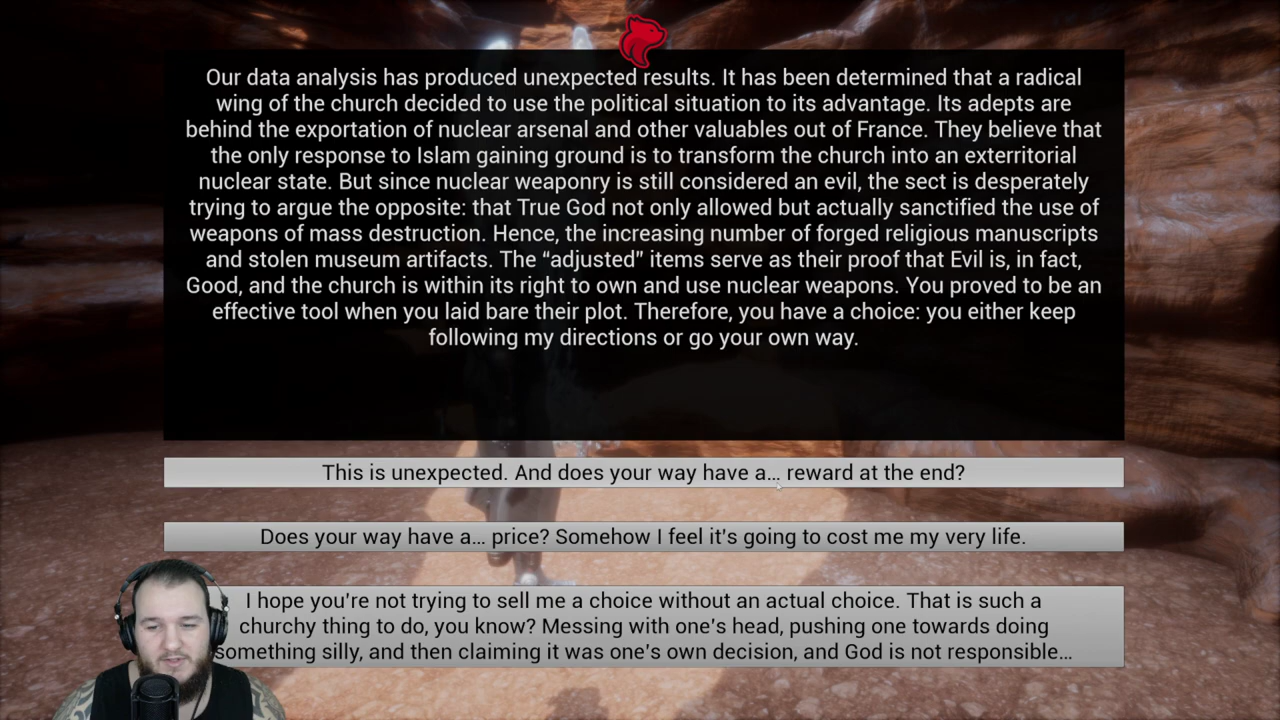 Our data analysis has produced unexpected results. It has been determined that a radical
wing of the church decided to use the political situation to its advantage. Its adepts are
behind the exportation of nuclear arsenal and other valuables out of France. They believe that
the only response to Islam gaining ground is to transform the church into an exterritorial
nuclear state. But since nuclear weaponry is still considered an evil, the sect is desperately
trying to argue the opposite: that True God not only allowed but actually sanctified the use of
weapons of mass destruction. Hence, the increasing number of forged religious manuscripts
and stolen museum artifacts. The “adjusted” items serve as their proof that Evil is, in fact,
Good, and the church is within its right to own and use nuclear weapons. You proved to be an
effective tool when you laid bare their plot. Therefore, you have a choice: you either keep
following my directions or go your own way.
This is unexpected. And does your way have a… reward at the end?
Does your way have a… price? Somehow I feel it’s going to cost me my very life.
I hope you’re not trying to sell me a choice without an actual choice. That is such a
churchy thing to do, you know? Messing with one’s head, pushing one towards doing
something silly, and then claiming it was one’s own decision, and God is not responsible…